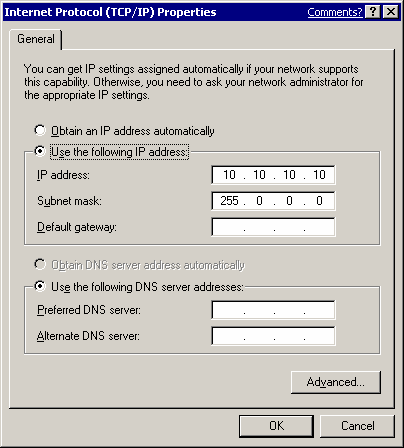 Internet Protocol (TCP/IP) Properties Comments? ? X
General
You can get IP settings assigned automatically if your network supports
this capability. Otherwise, you need to ask your network administrator for
the appropriate IP settings.
Obtain an IP address automatically
Use the following IP address:
IP address: 10 . 10 . 10 . 10
Subnet mask: 255 . 0 . 0 . 0
Default gateway: . . .
Obtain DNS server address automatically
Use the following DNS server addresses:
Preferred DNS server: . . .
Alternate DNS server: . . .
Advanced...
OK Cancel